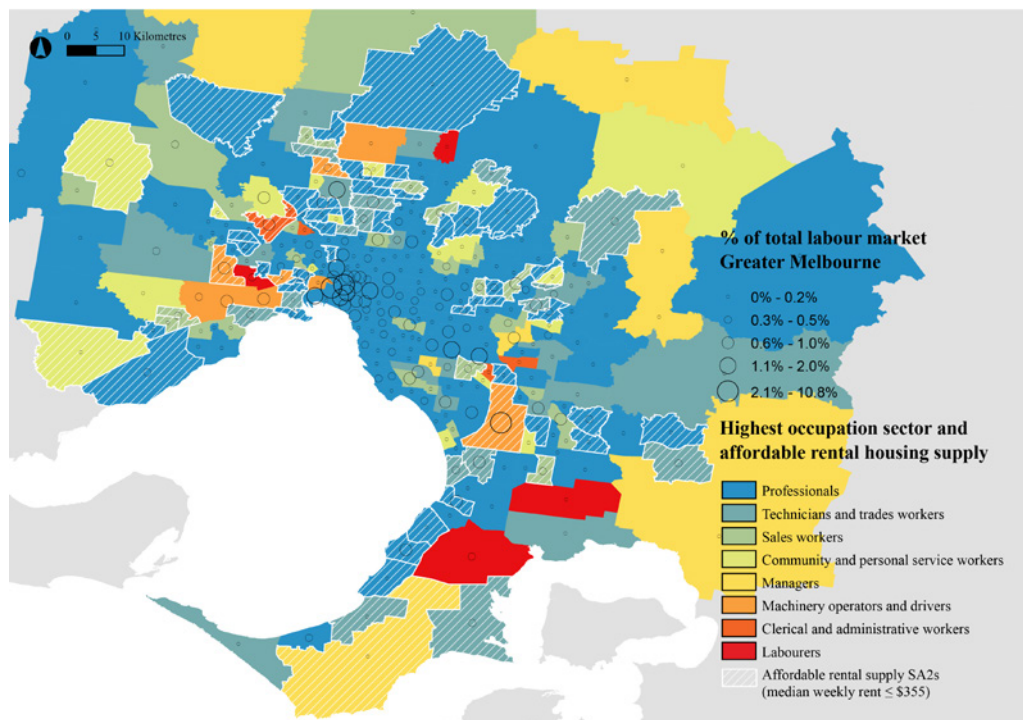 0 5 10 Kilometres
% of total labour market
Greater Melbourne
0% - 0.2%
0.3% - 0.5%
0.6% - 1.0%
1.1% - 2.0%
2.1% - 10.8%
Highest occupation sector and
affordable rental housing supply
Professionals
Technicians and trades workers
Sales workers
Community and personal service workers
Managers
Machinery operators and drivers
Clerical and administrative workers
Labourers
Affordable rental supply SA2s
(median weekly rent ≤ $355)